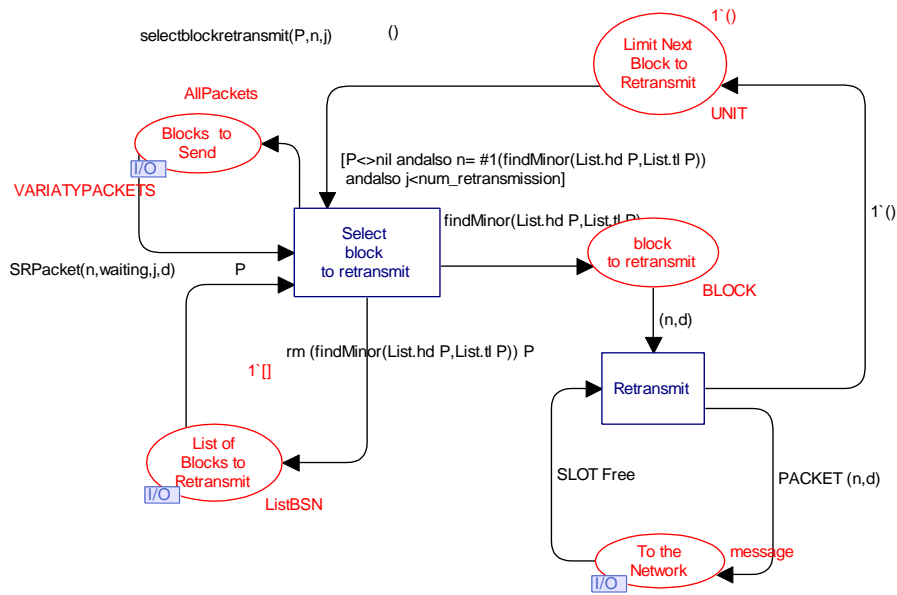 1`()
selectblockretransmit(P,n,j)
()
Limit Next
Block to
Retransmit
AllPackets
UNIT
Blocks to
Send
I/O
[P<>nil andalso n= #1(findMinor(List.hd P,List.tl P))
andalso j<num_retransmission]
VARIATYPACKETS
1`()
findMinor(List.hd P,List.tl P)
Select
block
to retransmit
block
to retransmit
SRPacket(n,waiting,j,d)
P
BLOCK
(n,d)
rm (findMinor(List.hd P,List.tl P)) P
1`[]
Retransmit
List of
Blocks to
Retransmit
I/O
ListBSN
SLOT Free
PACKET (n,d)
To the
Network
message
I/O